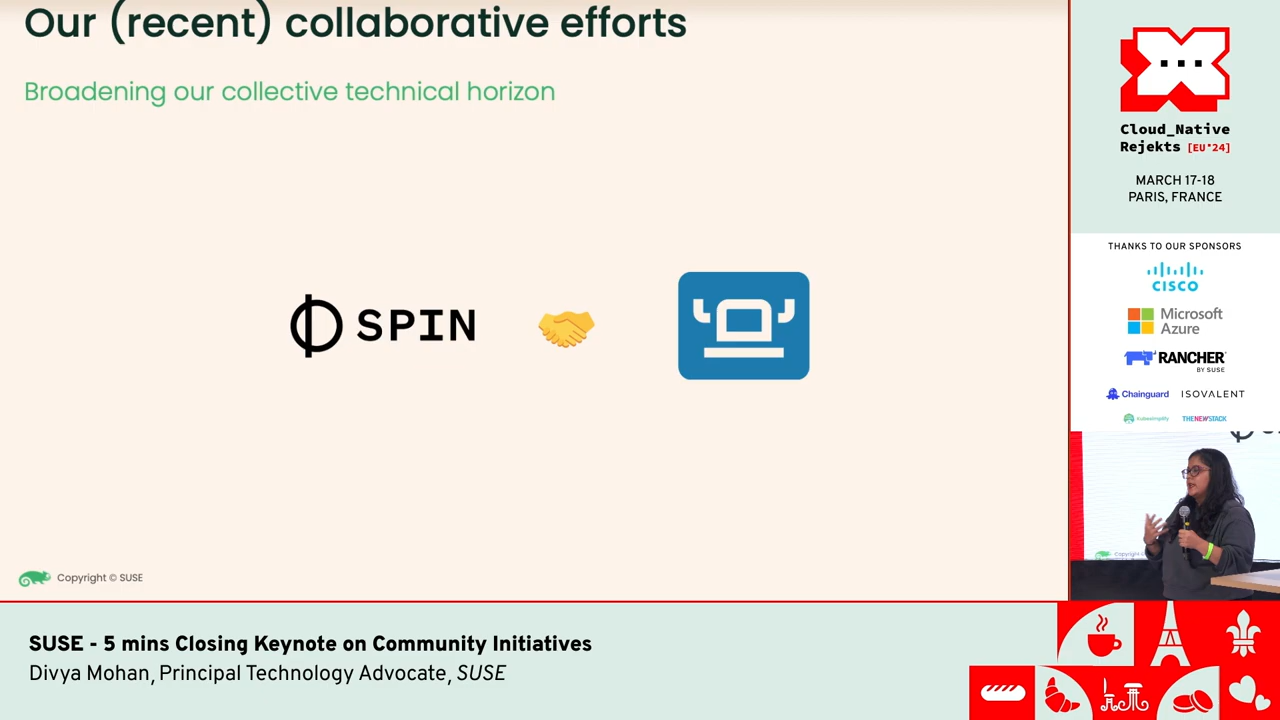 Our (recent) collaborative efforts
Broadening our collective technical horizon
SPIN
Copyright © SUSE
Cloud_Native
Rejekts [EU'24]
MARCH 17-18
PARIS, FRANCE
THANKS TO OUR SPONSORS
CISCO
Microsoft
Azure
RANCHER
BY SUSE
Chainguard
ISOVALENT
kubesimplify
THENEWSTACK
Copyright ©
SUSE - 5 mins Closing Keynote on Community Initiatives
Divya Mohan, Principal Technology Advocate, SUSE